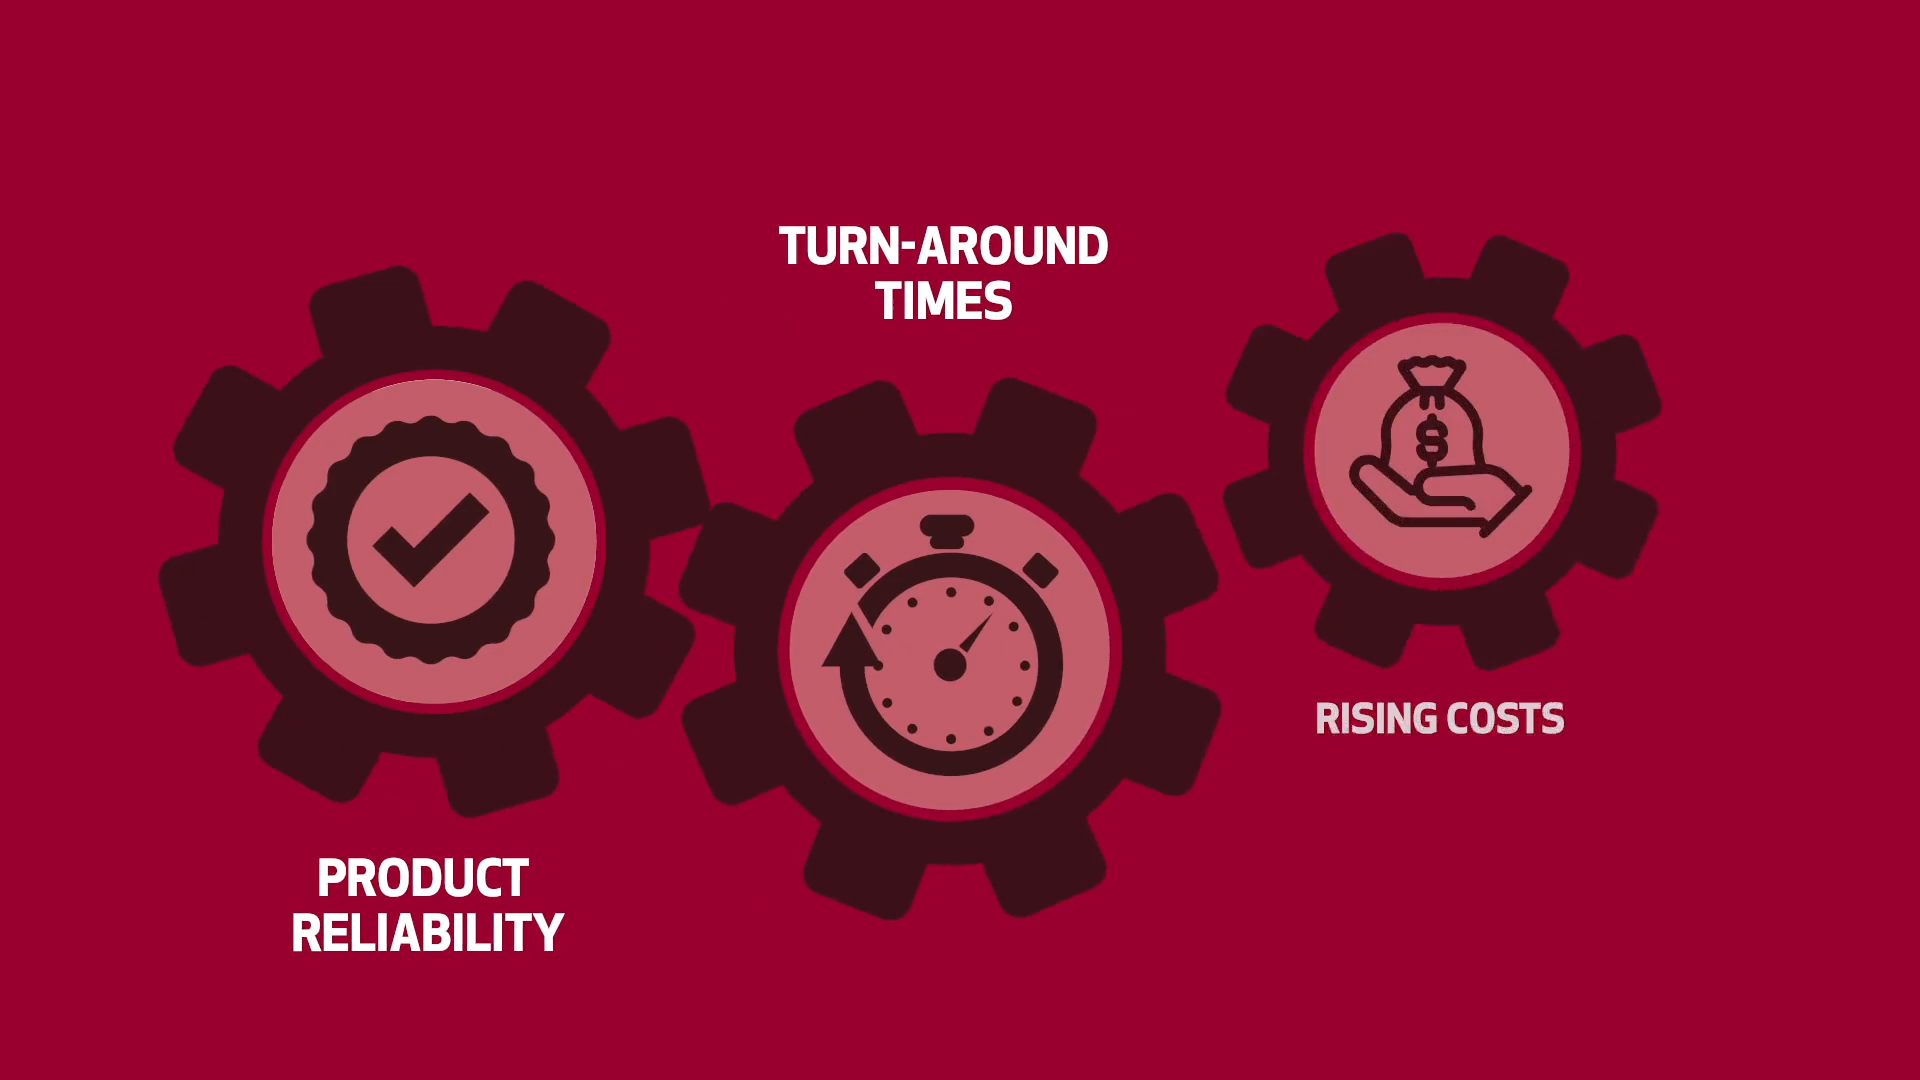 TURN-AROUND
TIMES
RISING COSTS
PRODUCT
RELIABILITY
$